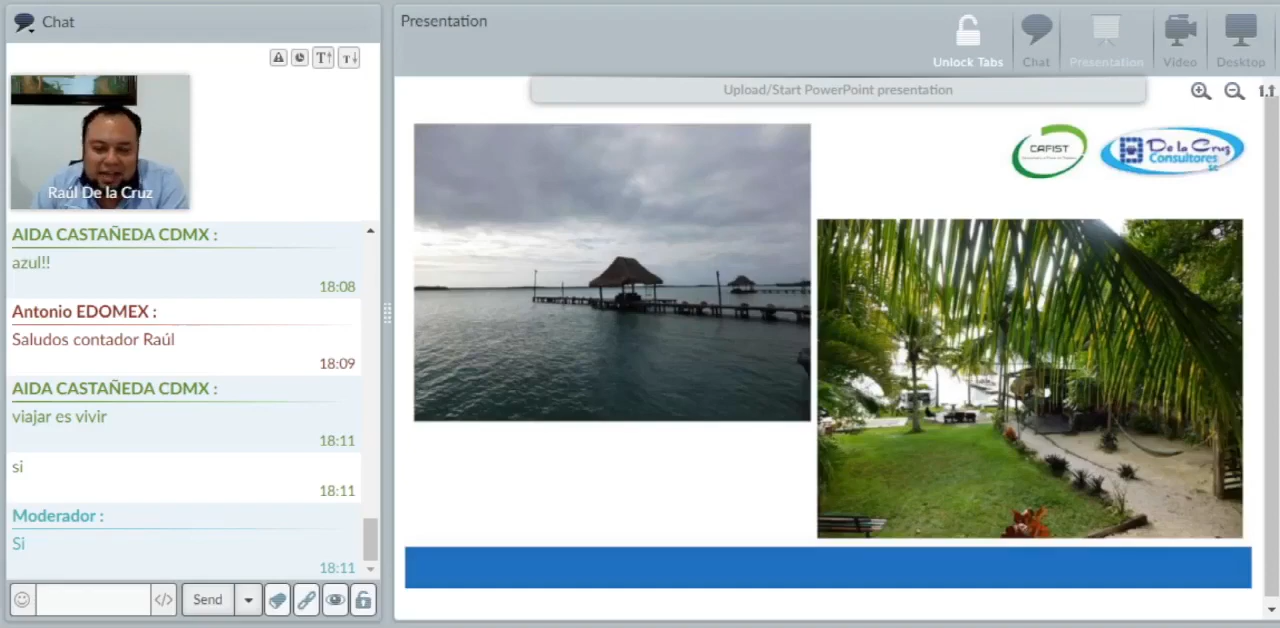 Chat
Raúl De la Cruz
AIDA CASTAÑEDA CDMX :
azul!!
18:08
Antonio EDOMEX :
Saludos contador Raúl
18:09
AIDA CASTAÑEDA CDMX :
viajar es vivir
18:11
si
18:11
Moderador :
Si
18:11
Send
Presentation
Unlock Tabs
Chat
Presentation
Video
Desktop
Upload/Start PowerPoint presentation
1:1
CAFIST
De la Cruz
Consultores